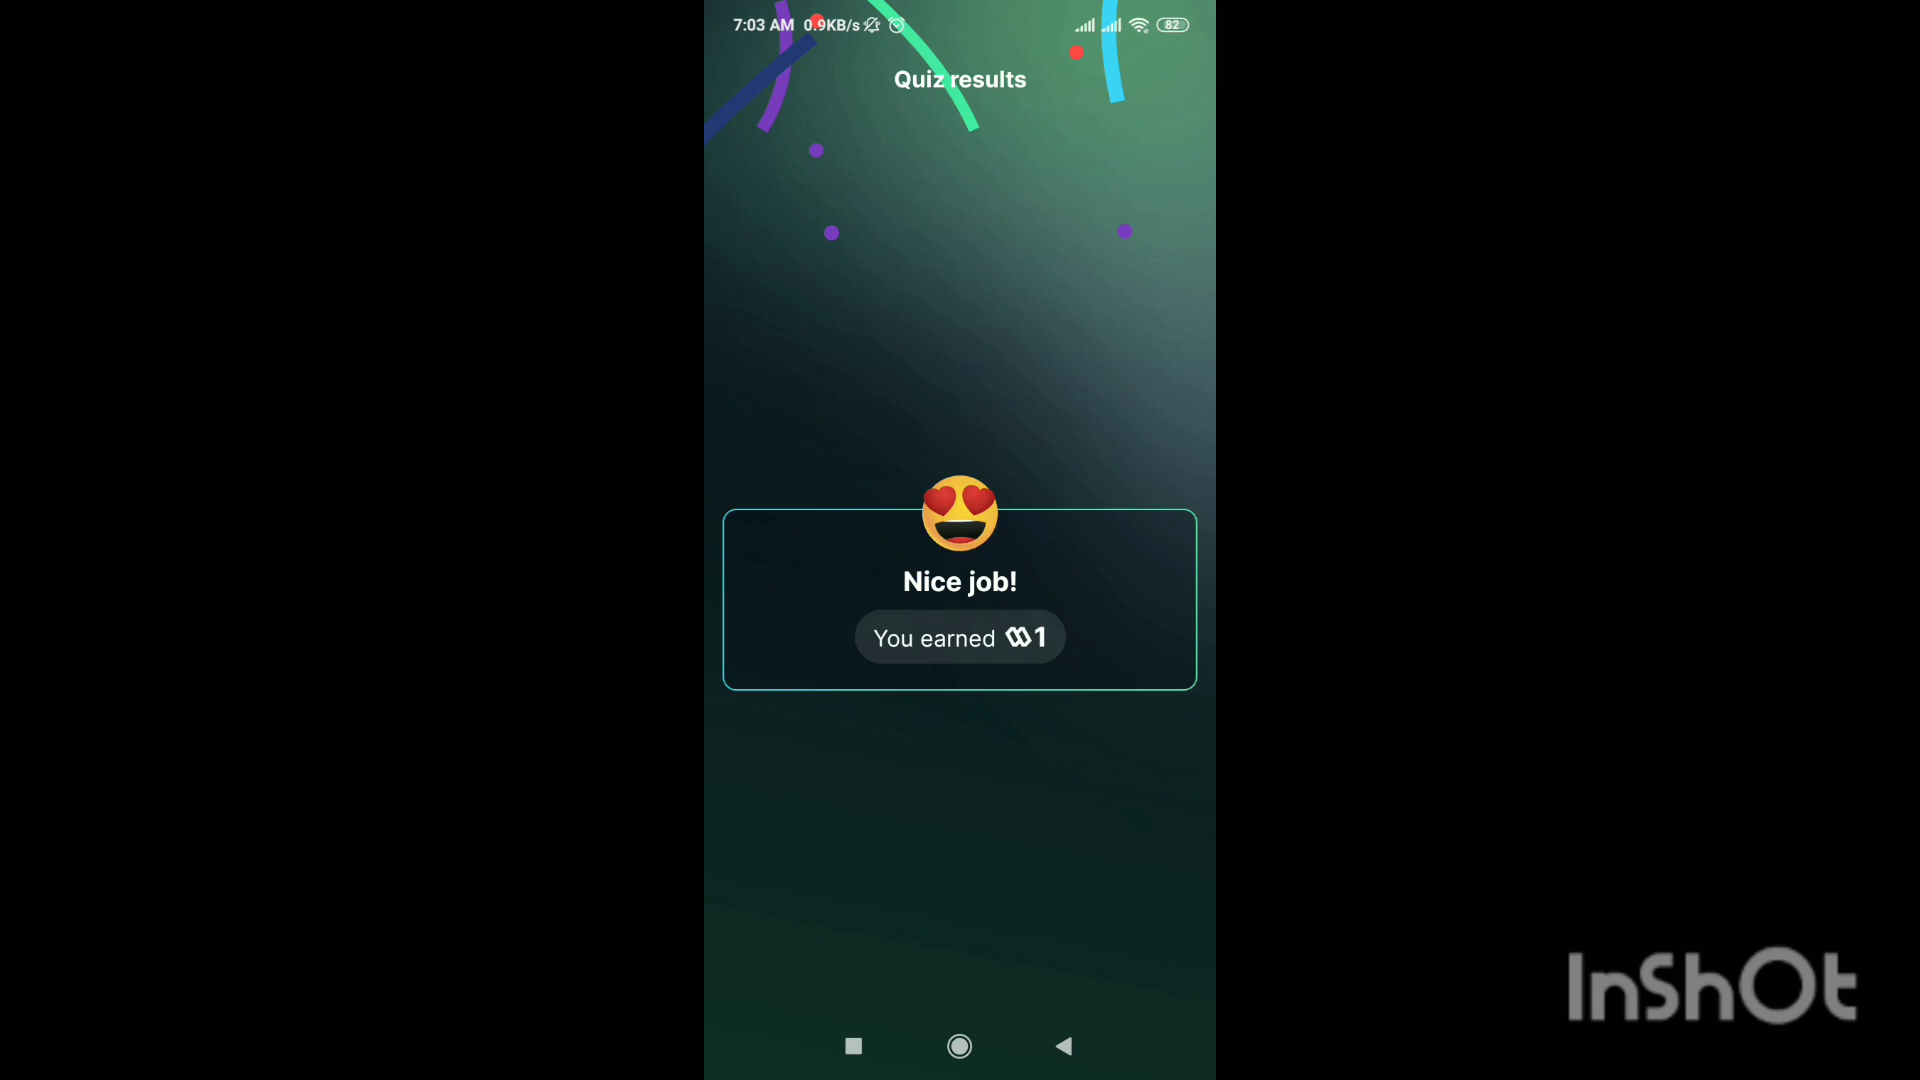 7:03 AM 0.9KB/s 82
Quiz results
Nice job!
You earned 1
InShOt